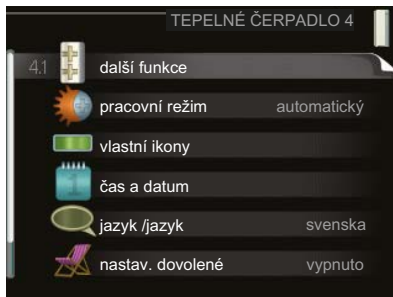 TEPELNÉ ČERPADLO 4
4.1 další funkce
pracovní režim automatický
vlastní ikony
čas a datum
jazyk /jazyk svenska
nastav. dovolené vypnuto